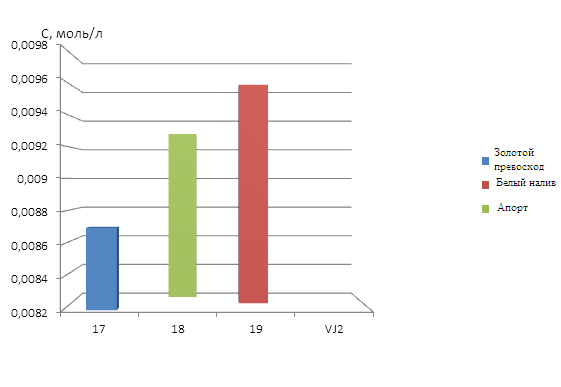 С, моль/л
0,0098
0,0096
0,0094
0,0092
0,009
0,0088
0,0086
0,0084
0,0082
17 18 19 VJ2
Золотой
превосход
Белый налив
Апорт